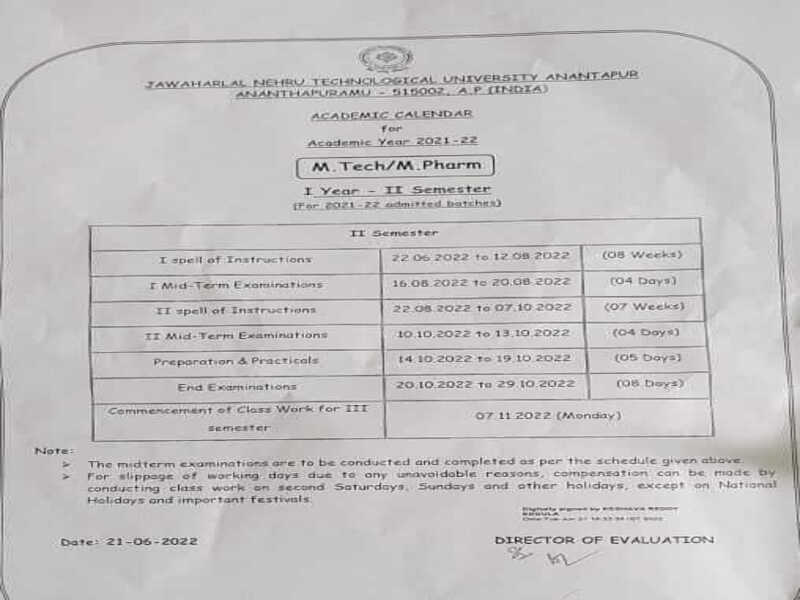 JAWAHARLAL NEHRU TECHNOLOGICAL UNIVERSITY ANANTAPUR
ANANTHAPURAMU - 515002, A.P (INDIA)
ACADEMIC CALENDAR
for
Academic Year 2021-22
M.Tech/M.Pharm
I Year - II Semester
(For 2021-22 admitted batches)
II Semester
I spell of Instructions 22.06.2022 to 12.08.2022 (08 Weeks)
I Mid-Term Examinations 16.08.2022 to 20.08.2022 (04 Days)
II spell of Instructions 22.08.2022 to 07.10.2022 (07 Weeks)
II Mid-Term Examinations 10.10.2022 to 13.10.2022 (04 Days)
Preparation & Practicals 14.10.2022 to 19.10.2022 (05 Days)
End Examinations 20.10.2022 to 29.10.2022 (08 Days)
Commencement of Class Work for III
semester 07.11.2022 (Monday)
Note:
➢ The midterm examinations are to be conducted and completed as per the schedule given above.
➢ For slippage of working days due to any unavoidable reasons, compensation can be made by
conducting class work on second Saturdays, Sundays and other holidays, except on National
Holidays and important festivals.
Digitally signed by KESHAVA REDDY
Date: 21-06-2022 DIRECTOR OF EVALUATION